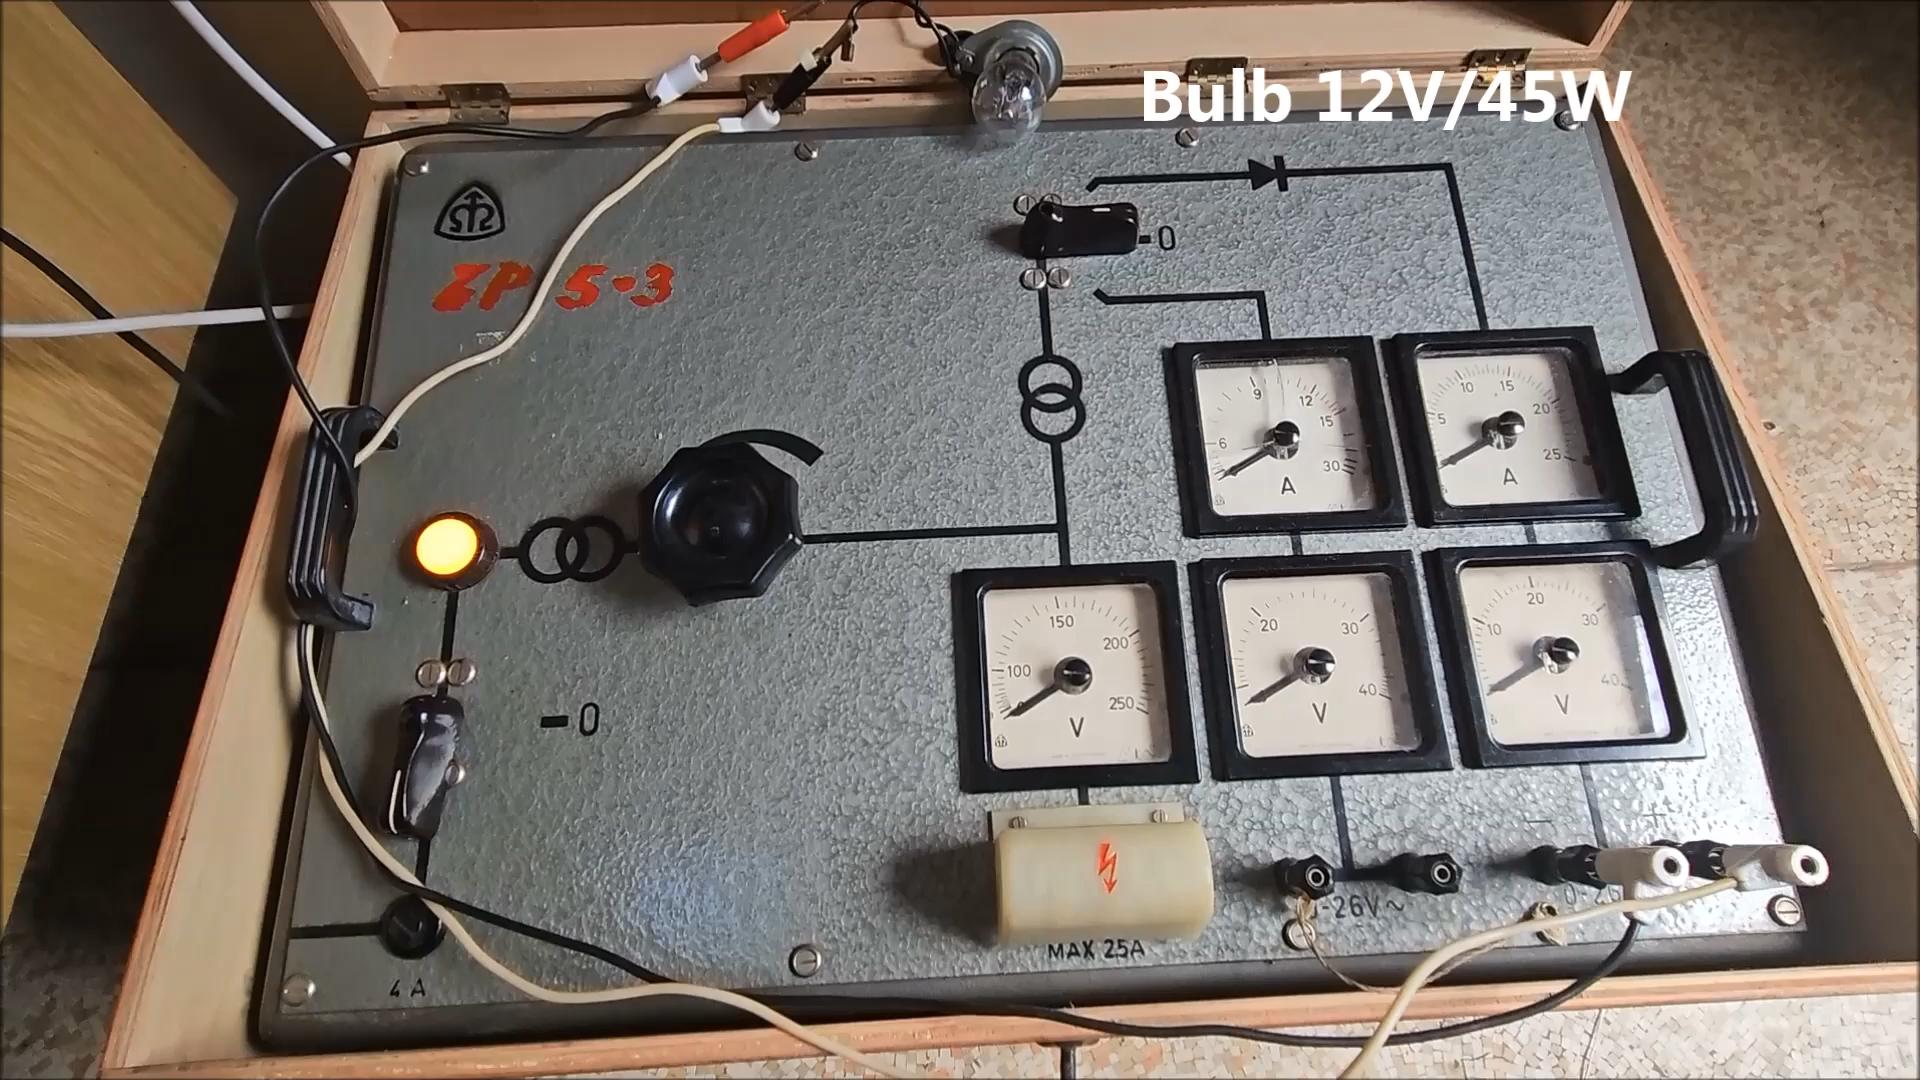 Bulb 12V/45W
ZP 5-3
-0
6 9 12 15 30
A
5 10 15 20 25
A
-0
100 150 200 250
V
20 30 40
V
10 20 30 40
V
- +
-26V~
MAX 25A
4 A